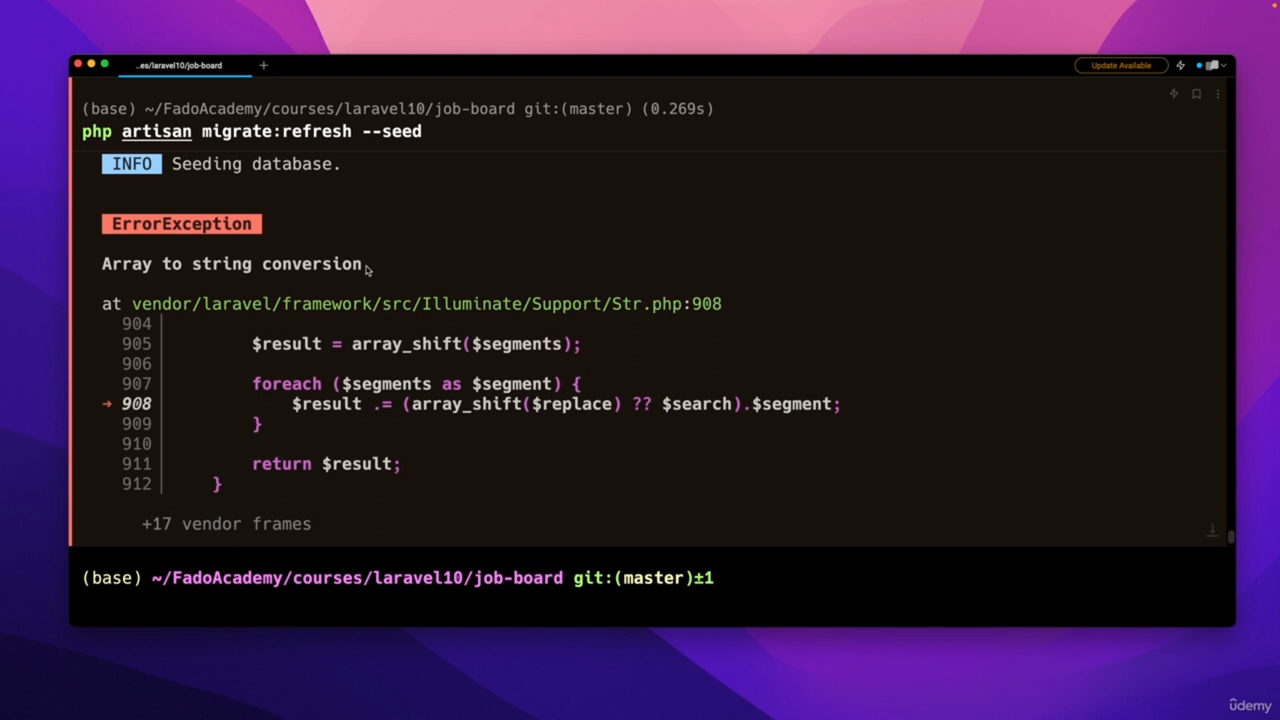 ..es/laravel10/job-board
+
Update Available
(base) ~/FadoAcademy/courses/laravel10/job-board git:(master) (0.269s)
php artisan migrate:refresh --seed
INFO Seeding database.
ErrorException
Array to string conversion
at vendor/laravel/framework/src/Illuminate/Support/Str.php:908
904
905 $result = array_shift($segments);
906
907 foreach ($segments as $segment) {
→ 908 $result .= (array_shift($replace) ?? $search).$segment;
909 }
910
911 return $result;
912 }
+17 vendor frames
(base) ~/FadoAcademy/courses/laravel10/job-board git:(master)±1
ûdemy